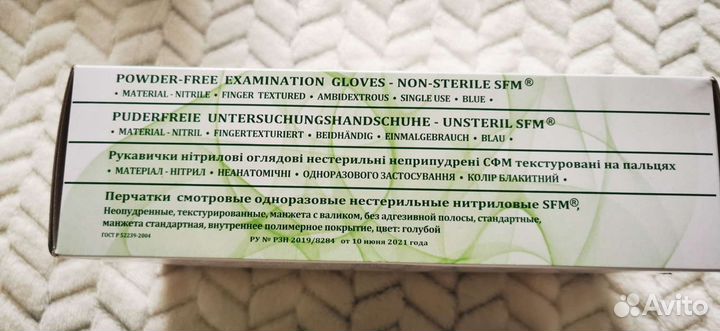 POWDER-FREE EXAMINATION GLOVES - NON-STERILE SFM®
• MATERIAL - NITRILE • FINGER TEXTURED • AMBIDEXTROUS • SINGLE USE • BLUE •
PUDERFREIE UNTERSUCHUNGSHANDSCHUHE - UNSTERIL SFM®
• MATERIAL - NITRIL • FINGERTEXTURIERT • BEIDHÄNDIG • EINMALGEBRAUCH • BLAU •
Рукавички нітрилові оглядові нестерильні неприпудрені СФМ текстуровані на пальцях
• МАТЕРІАЛ - НІТРИЛ • НЕАНАТОМІЧНІ • ОДНОРАЗОВОГО ЗАСТОСУВАННЯ • КОЛІР БЛАКИТНИЙ •
Перчатки смотровые одноразовые нестерильные нитриловые SFM®,
Неопудренные, текстурированные, манжета с валиком, без адгезивной полосы, стандартные,
манжета стандартная, внутреннее полимерное покрытие, цвет: голубой
ГОСТ Р 52239-2004
РУ № РЗН 2019/8284 от 10 июня 2021 года
Avito